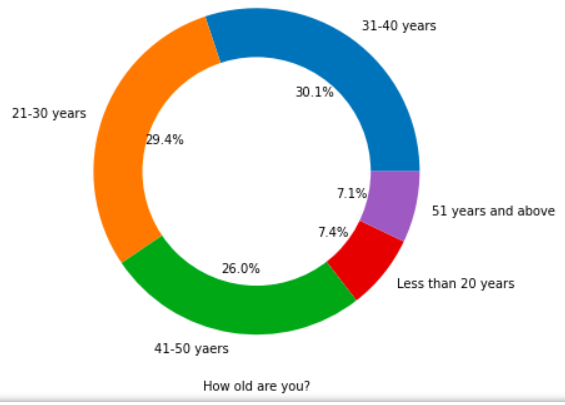 31-40 years
30.1%
21-30 years
29.4%
7.1%
51 years and above
7.4%
26.0%
Less than 20 years
41-50 yaers
How old are you?